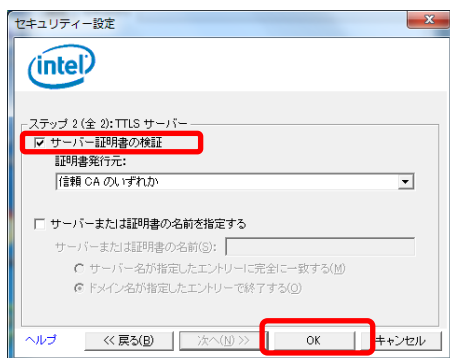 セキュリティー設定
intel
ステップ 2 (全 2): TTLS サーバー
サーバー証明書の検証
証明書発行元:
信頼 CA のいずれか
サーバーまたは証明書の名前を指定する
サーバーまたは証明書の名前(S):
サーバー名が指定したエントリーに完全に一致する(M)
ドメイン名が指定したエントリーで終了する(O)
ヘルプ << 戻る(B) 次へ(N) >> OK キャンセル